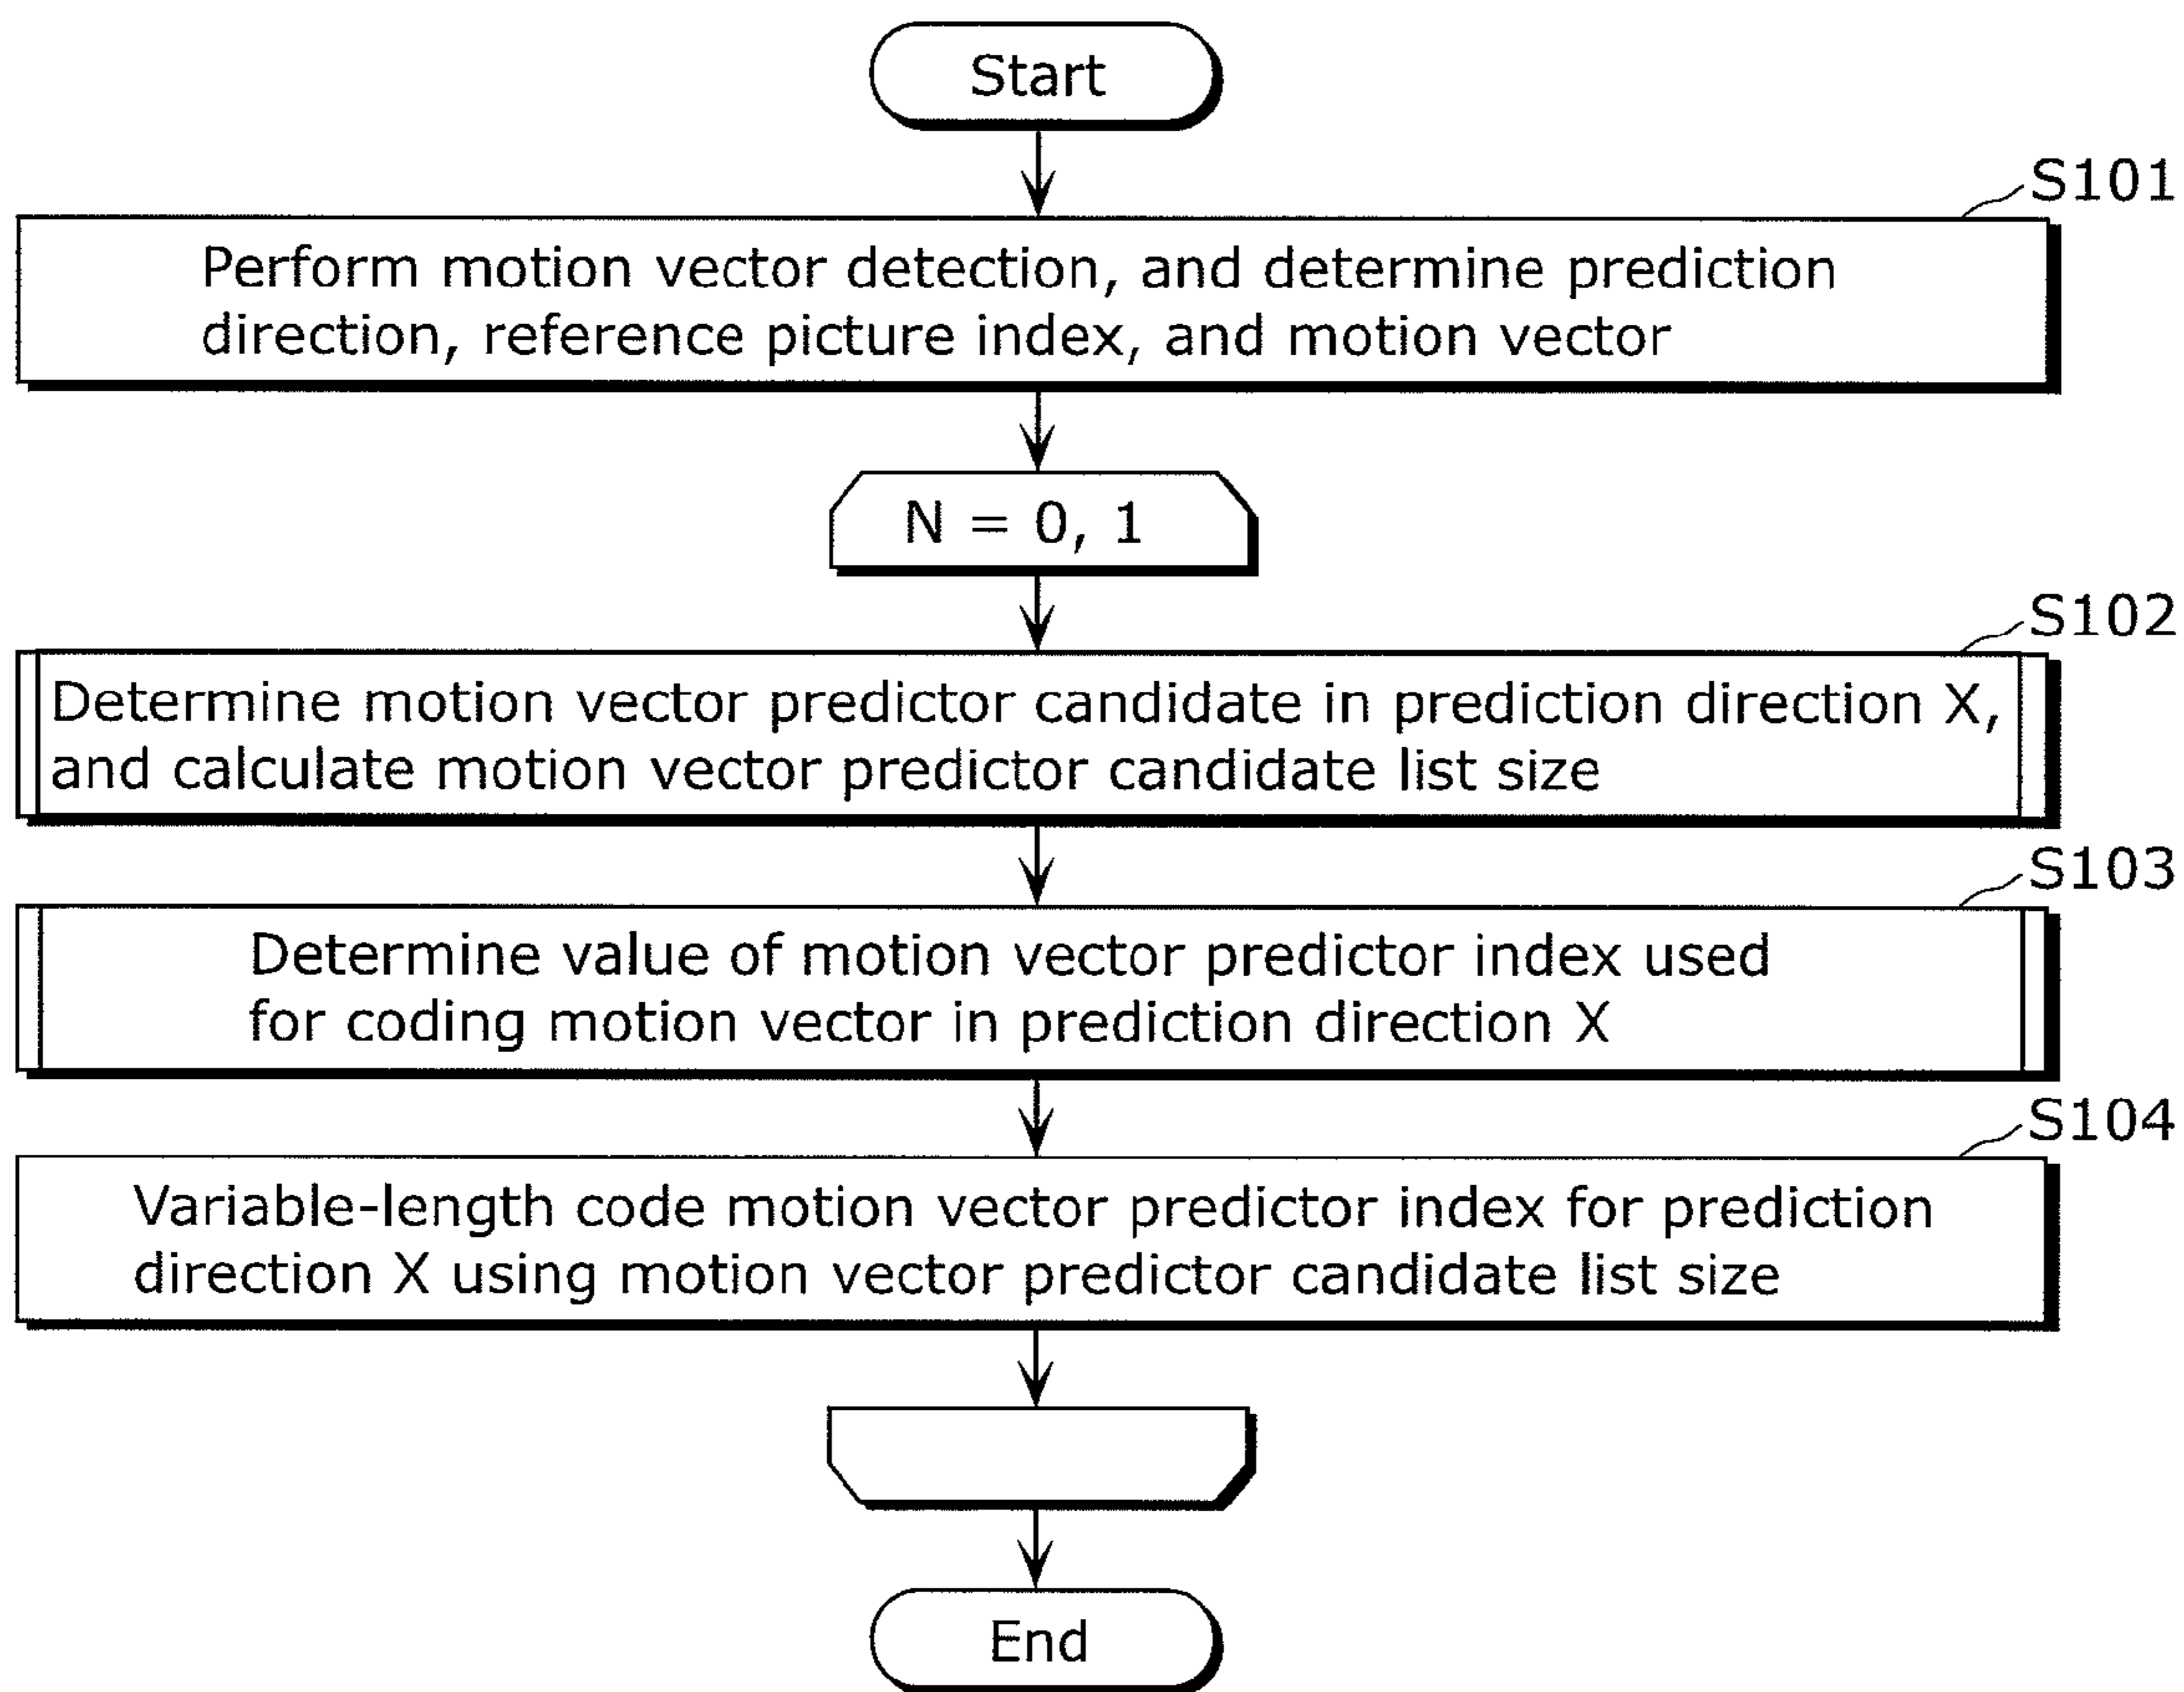 Start
S101
Perform motion vector detection, and determine prediction
direction, reference picture index, and motion vector
N = 0, 1
S102
Determine motion vector predictor candidate in prediction direction X,
and calculate motion vector predictor candidate list size
S103
Determine value of motion vector predictor index used
for coding motion vector in prediction direction X
S104
Variable-length code motion vector predictor index for prediction
direction X using motion vector predictor candidate list size
End